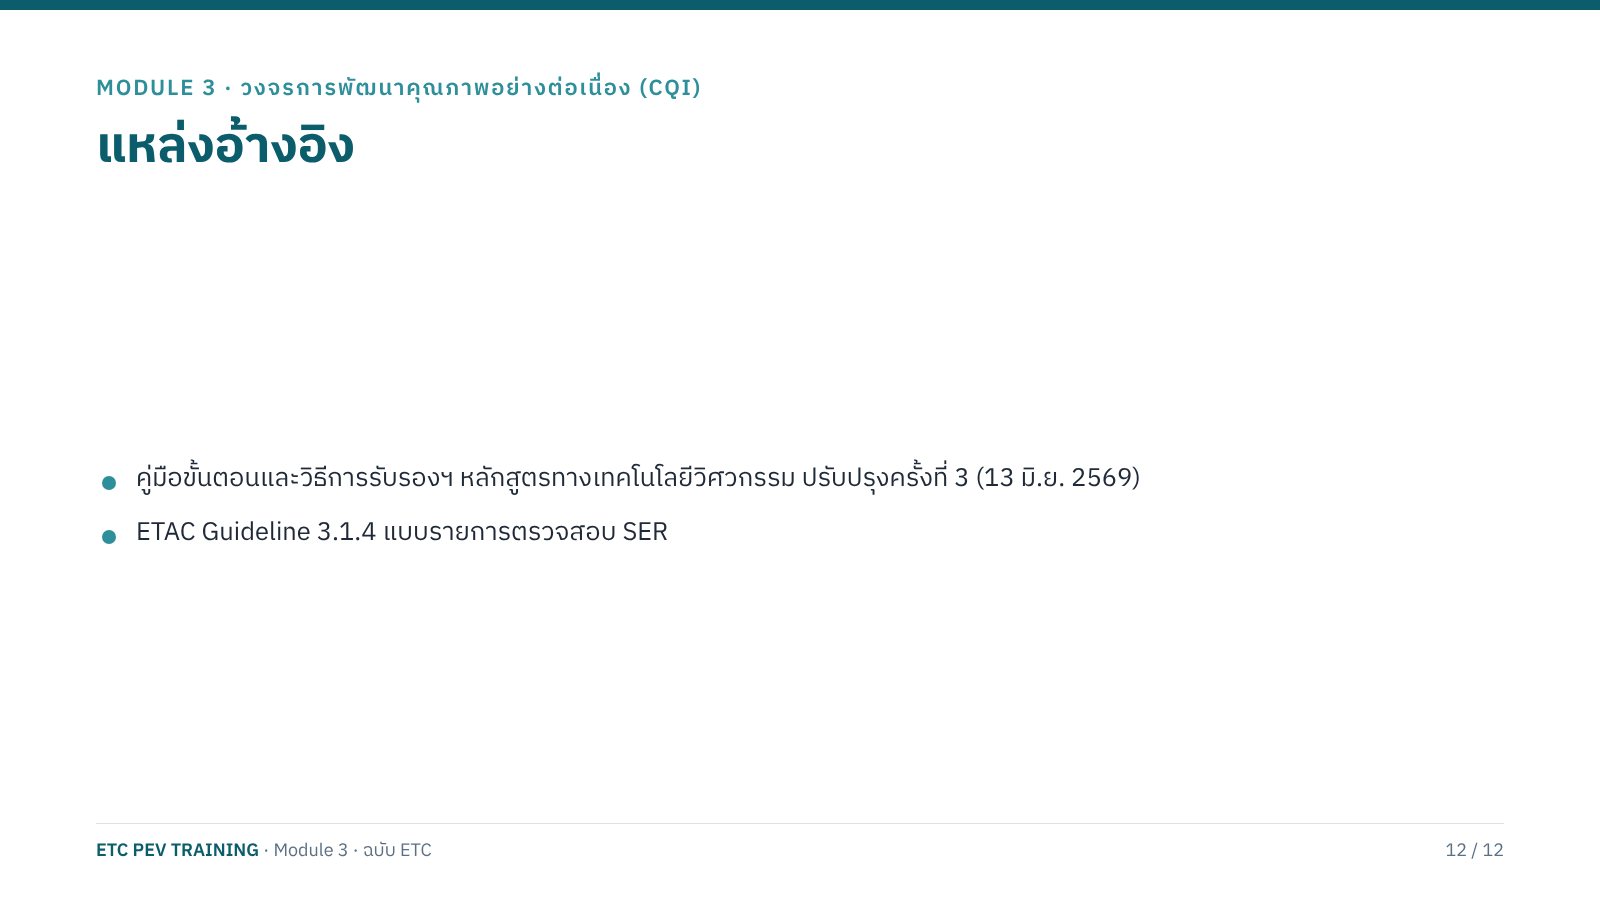 MODULE 3 · วงจรการพัฒนาคุณภาพอย่างต่อเนื่อง (CQI)
แหล่งอ้างอิง
คู่มือขั้นตอนและวิธีการรับรองฯ หลักสูตรทางเทคโนโลยีวิศวกรรม ปรับปรุงครั้งที่ 3 (13 มิ.ย. 2569)
ETAC Guideline 3.1.4 แบบรายการตรวจสอบ SER
ETC PEV TRAINING · Module 3 · ฉบับ ETC
12 / 12